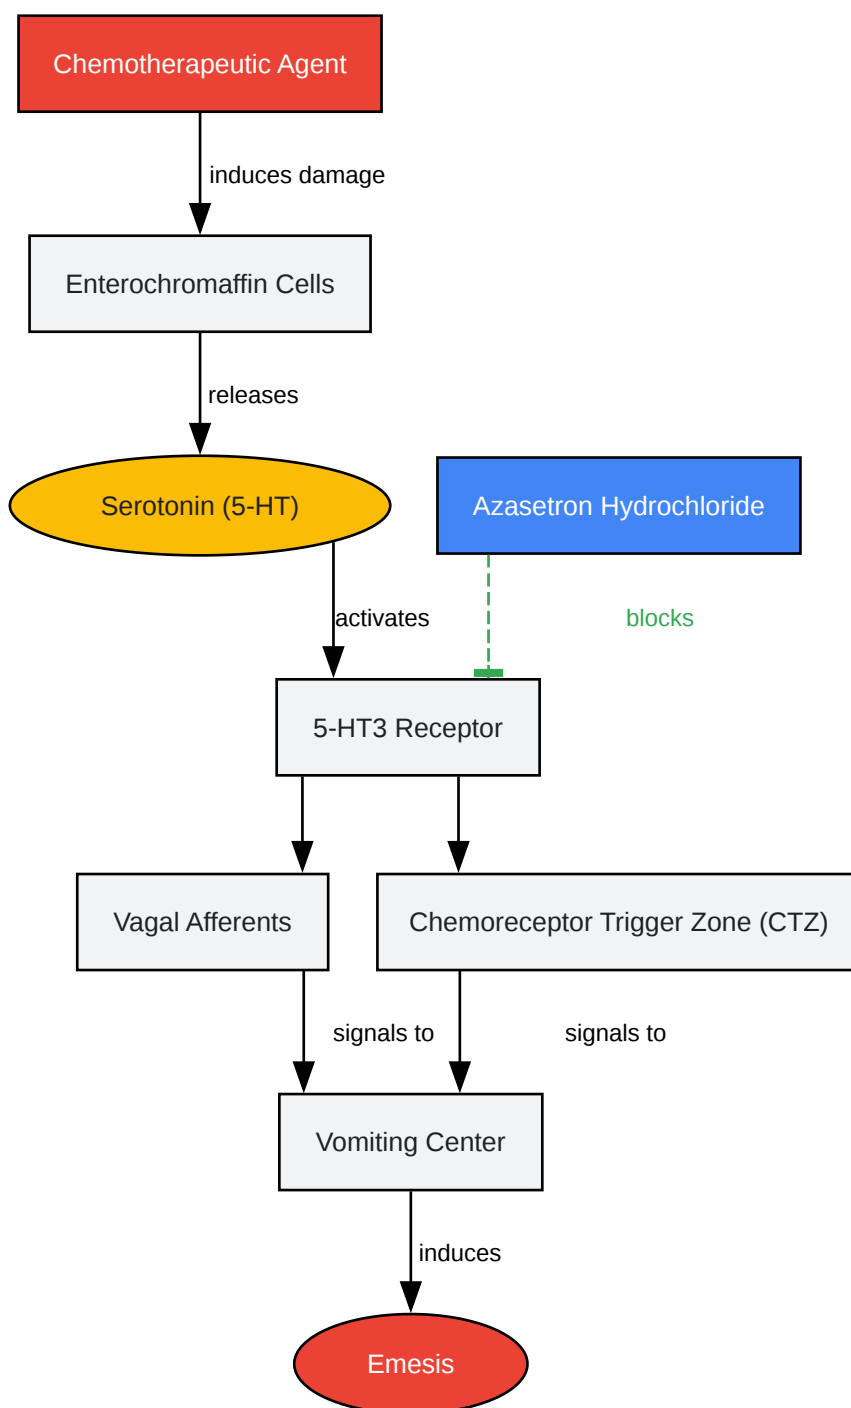 Chemotherapeutic Agent
induces damage
Enterochromaffin Cells
releases
Serotonin (5-HT)
Azasetron Hydrochloride
activates
blocks
5-HT3 Receptor
Vagal Afferents
Chemoreceptor Trigger Zone (CTZ)
signals to
signals to
Vomiting Center
induces
Emesis